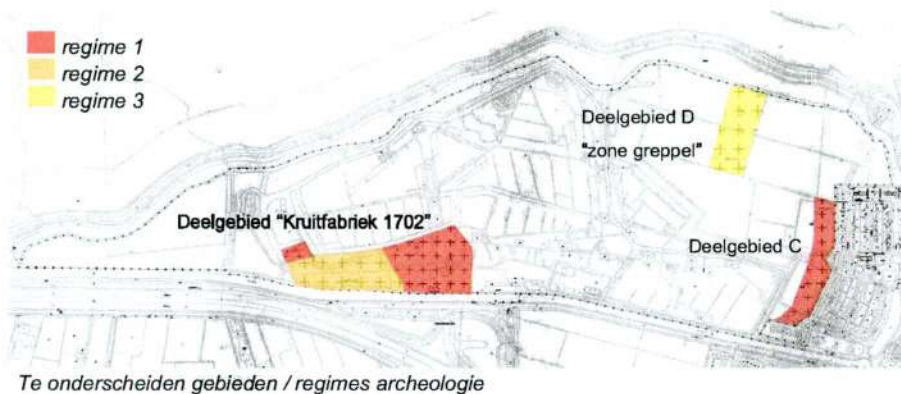 regime 1
regime 2
regime 3
Deelgebied D
"zone greppel"
Deelgebied "Kruitfabriek 1702"
Deelgebied C
Te onderscheiden gebieden / regimes archeologie